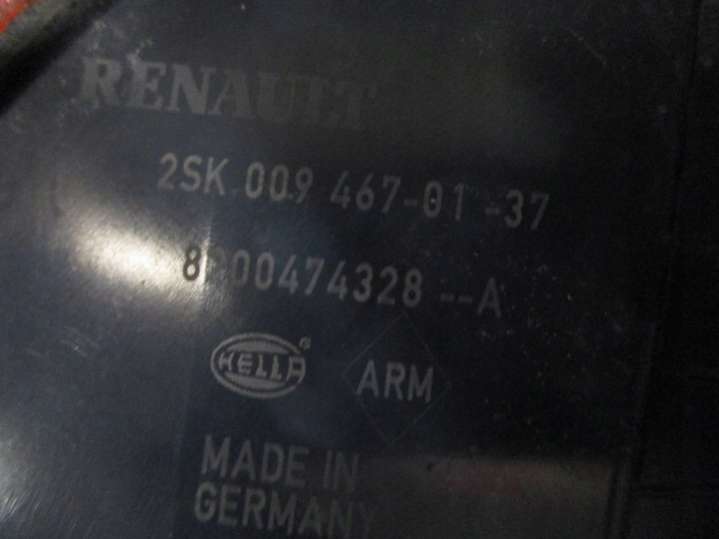 RENAULT
2SK 009 467-01-37
8200474328--A
HELLA ®
ARM
MADE IN
GERMANY